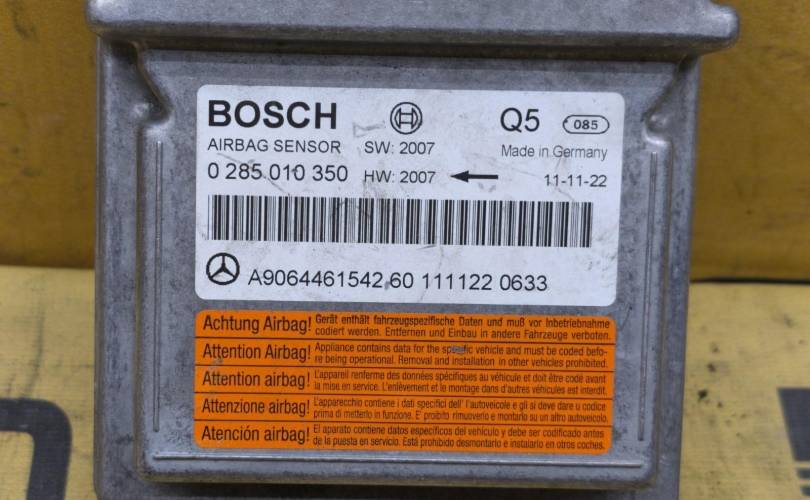 BOSCH Q5 085
AIRBAG SENSOR SW: 2007 Made in Germany
0 285 010 350 HW: 2007 11-11-22
A9064461542 60 111122 0633
Achtung Airbag! Gerät enthält fahrzeugspezifische Daten und muß vor Inbetriebnahme
codiert werden. Entfernen und Einbau in andere Fahrzeuge verboten.
Attention Airbag! Appliance contains data for the specific vehicle and must be coded befo-
re being operational. Removal and installation in other vehicles prohibited.
Attention airbag! L'appareil renferme des données spécifiques au véhicule et doit être codé avant
la mise en service. L'enlèvement et le montage dans d'autres véhicules est interdit.
Attenzione airbag! L'apparecchio contiene i dati specifici dell' l'autoveicole e gli si deve dare u codice
prima di metterlo in funzione. E' proibito rimuoverlo e montarlo su un altro autoveicolo.
Atención airbag! El aparato contiene datos específicos del vehículo y debe ser codificado antes
de la puesta en servicio. Está prohibido desmontarlo e instalarlo en otros coches.